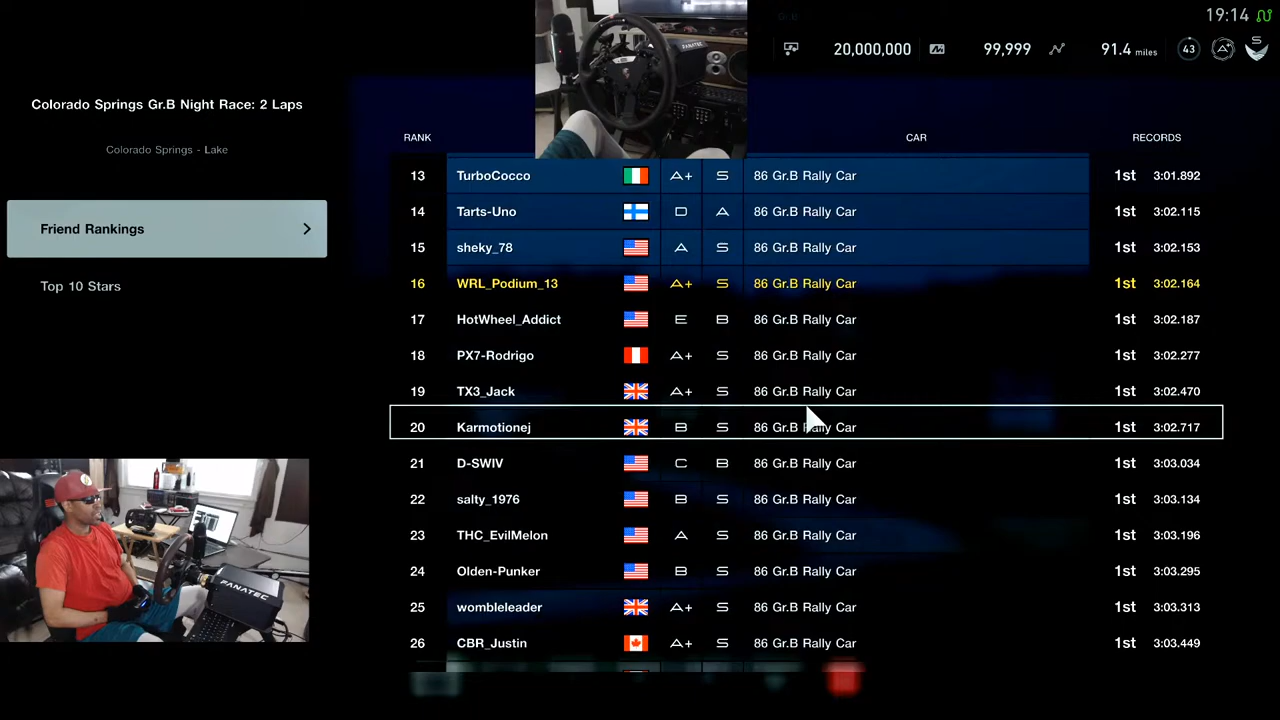 Gr.B
19:14
20,000,000 99,999 91.4 miles 43 A+ S
Colorado Springs Gr.B Night Race: 2 Laps
Colorado Springs - Lake
Friend Rankings
Top 10 Stars
RANK CAR RECORDS
13 TurboCocco A+ S 86 Gr.B Rally Car 1st 3:01.892
14 Tarts-Uno D A 86 Gr.B Rally Car 1st 3:02.115
15 sheky_78 A S 86 Gr.B Rally Car 1st 3:02.153
16 WRL_Podium_13 A+ S 86 Gr.B Rally Car 1st 3:02.164
17 HotWheel_Addict E B 86 Gr.B Rally Car 1st 3:02.187
18 PX7-Rodrigo A+ S 86 Gr.B Rally Car 1st 3:02.277
19 TX3_Jack A+ S 86 Gr.B Rally Car 1st 3:02.470
20 Karmotionej B S 86 Gr.B Rally Car 1st 3:02.717
21 D-SWIV C B 86 Gr.B Rally Car 1st 3:03.034
22 salty_1976 B S 86 Gr.B Rally Car 1st 3:03.134
23 THC_EvilMelon A S 86 Gr.B Rally Car 1st 3:03.196
24 Olden-Punker B S 86 Gr.B Rally Car 1st 3:03.295
25 wombleleader A+ S 86 Gr.B Rally Car 1st 3:03.313
26 CBR_Justin A+ S 86 Gr.B Rally Car 1st 3:03.449
FANATEC
FANATEC